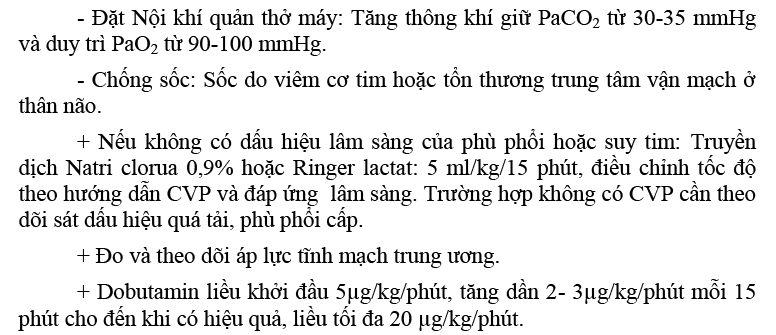 - Đặt Nội khí quản thở máy: Tăng thông khí giữ PaCO₂ từ 30-35 mmHg
và duy trì PaO₂ từ 90-100 mmHg.
- Chống sốc: Sốc do viêm cơ tim hoặc tổn thương trung tâm vận mạch ở
thân não.
+ Nếu không có dấu hiệu lâm sàng của phù phổi hoặc suy tim: Truyền
dịch Natri clorua 0,9% hoặc Ringer lactat: 5 ml/kg/15 phút, điều chỉnh tốc độ
theo hướng dẫn CVP và đáp ứng lâm sàng. Trường hợp không có CVP cần theo
dõi sát dấu hiệu quá tải, phù phổi cấp.
+ Đo và theo dõi áp lực tĩnh mạch trung ương.
+ Dobutamin liều khởi đầu 5µg/kg/phút, tăng dần 2- 3µg/kg/phút mỗi 15
phút cho đến khi có hiệu quả, liều tối đa 20 µg/kg/phút.